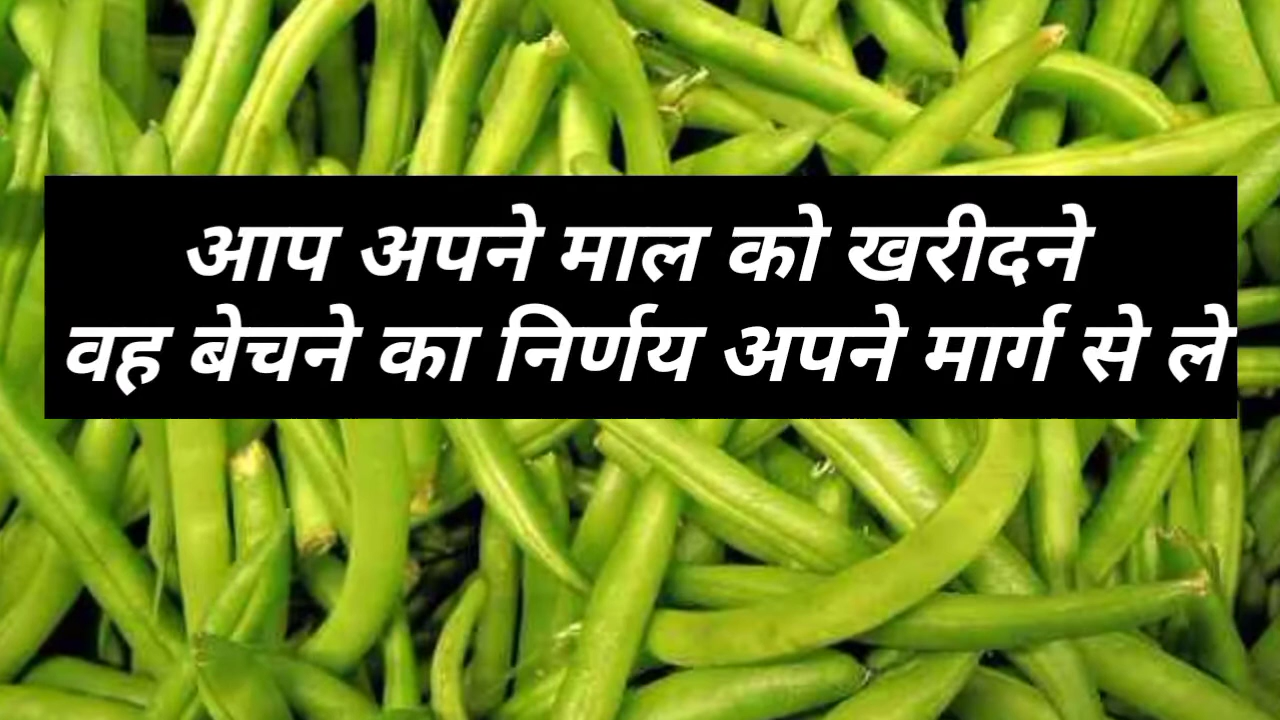 आप अपने माल को खरीदने
वह बेचने का निर्णय अपने मार्ग से ले